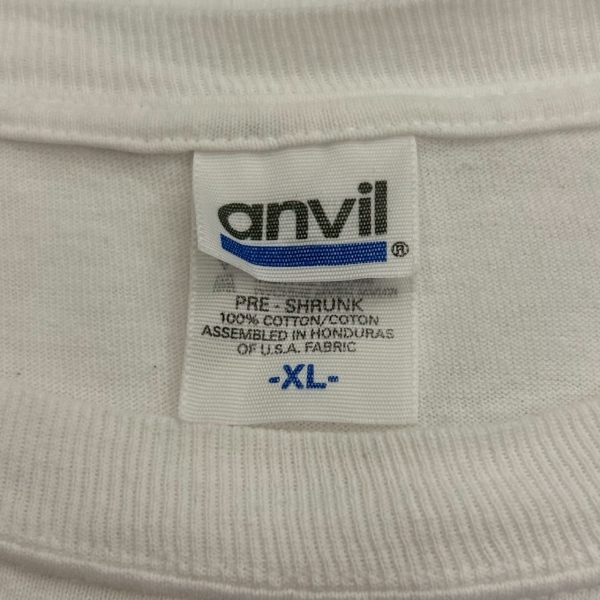 anvil
®
PRE - SHRUNK
100% COTTON/COTON
ASSEMBLED IN HONDURAS
OF U.S.A. FABRIC
-XL-